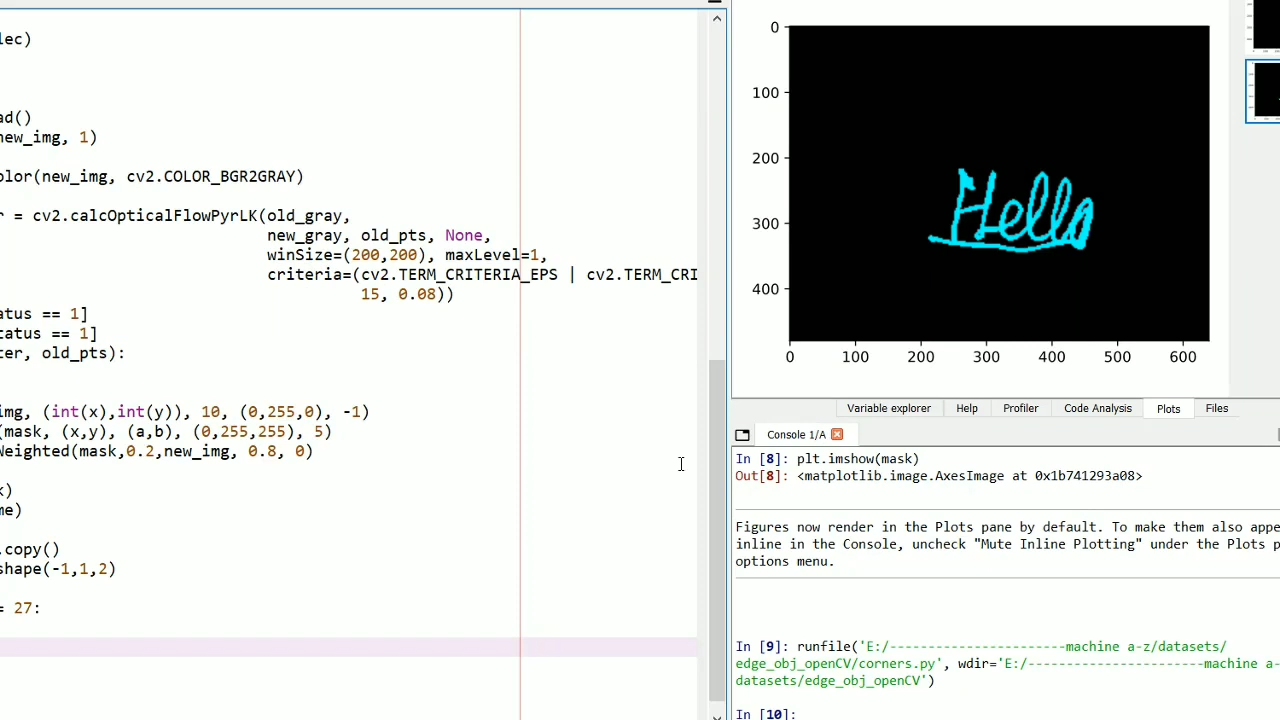 lec)
ad()
new_img, 1)
olor(new_img, cv2.COLOR_BGR2GRAY)
r = cv2.calcOpticalFlowPyrLK(old_gray,
new_gray, old_pts, None,
winSize=(200,200), maxLevel=1,
criteria=(cv2.TERM_CRITERIA_EPS | cv2.TERM_CRI
15, 0.08))
atus == 1]
tatus == 1]
ter, old_pts):
img, (int(x),int(y)), 10, (0,255,0), -1)
(mask, (x,y), (a,b), (0,255,255), 5)
Weighted(mask,0.2,new_img, 0.8, 0)
k)
me)
.copy()
shape(-1,1,2)
= 27:
0
100
200
300
400
Hello
0 100 200 300 400 500 600
Variable explorer Help Profiler Code Analysis Plots Files
Console 1/A
In [8]: plt.imshow(mask)
Out[8]: <matplotlib.image.AxesImage at 0x1b741293a08>
Figures now render in the Plots pane by default. To make them also appe
inline in the Console, uncheck "Mute Inline Plotting" under the Plots p
options menu.
In [9]: runfile('E:/-----------------------machine a-z/datasets/
edge_obj_openCV/corners.py', wdir='E:/-----------------------machine a-
datasets/edge_obj_openCV')
In [10]: